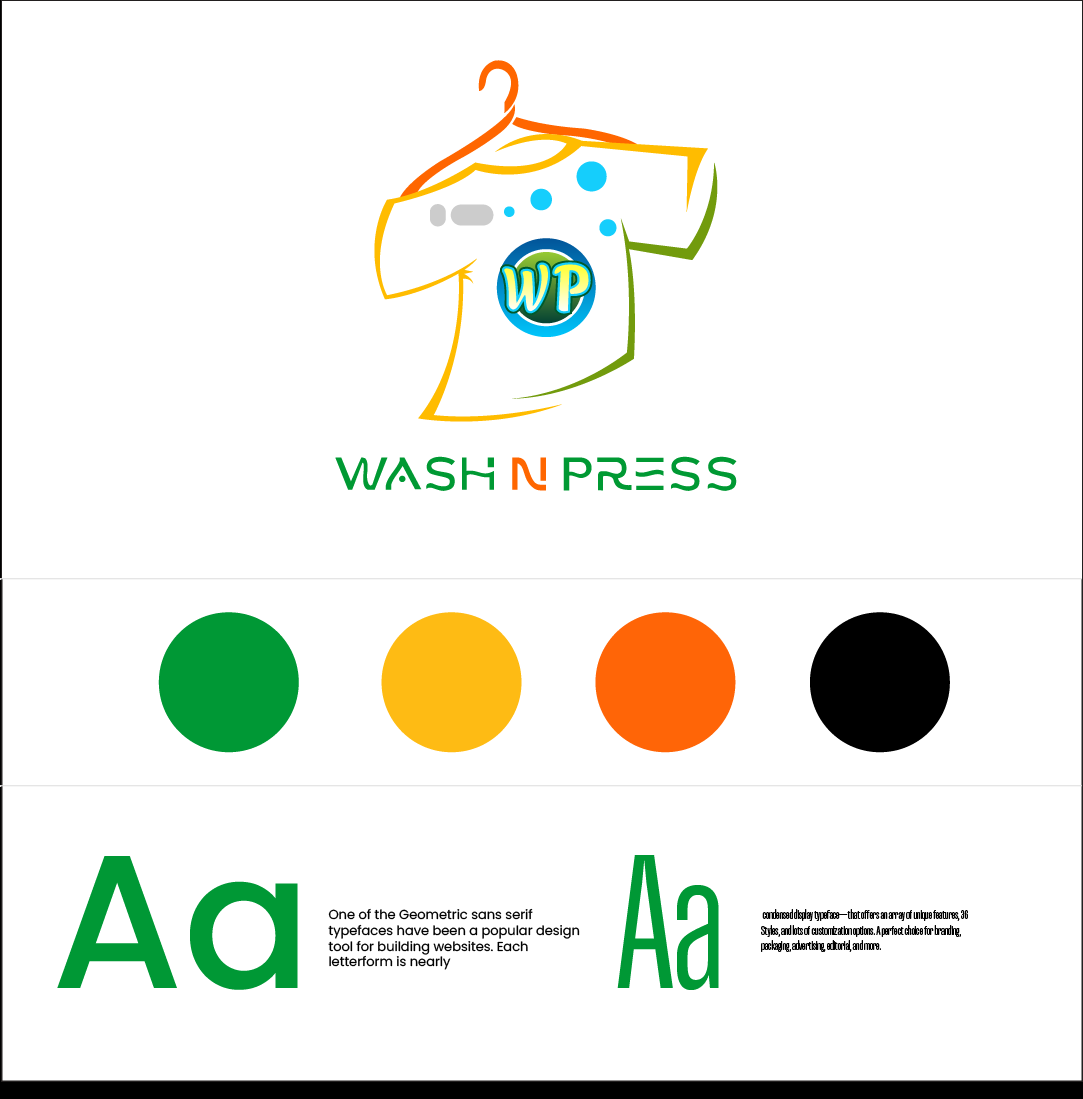 WP
WASH N PRESS
Aa
One of the Geometric sans serif
typefaces have been a popular design
tool for building websites. Each
letterform is nearly
Aa
condensed display typeface—that offers an array of unique features, 36
Styles, and lots of customization options. A perfect choice for branding,
packaging, advertising, editorial, and more.